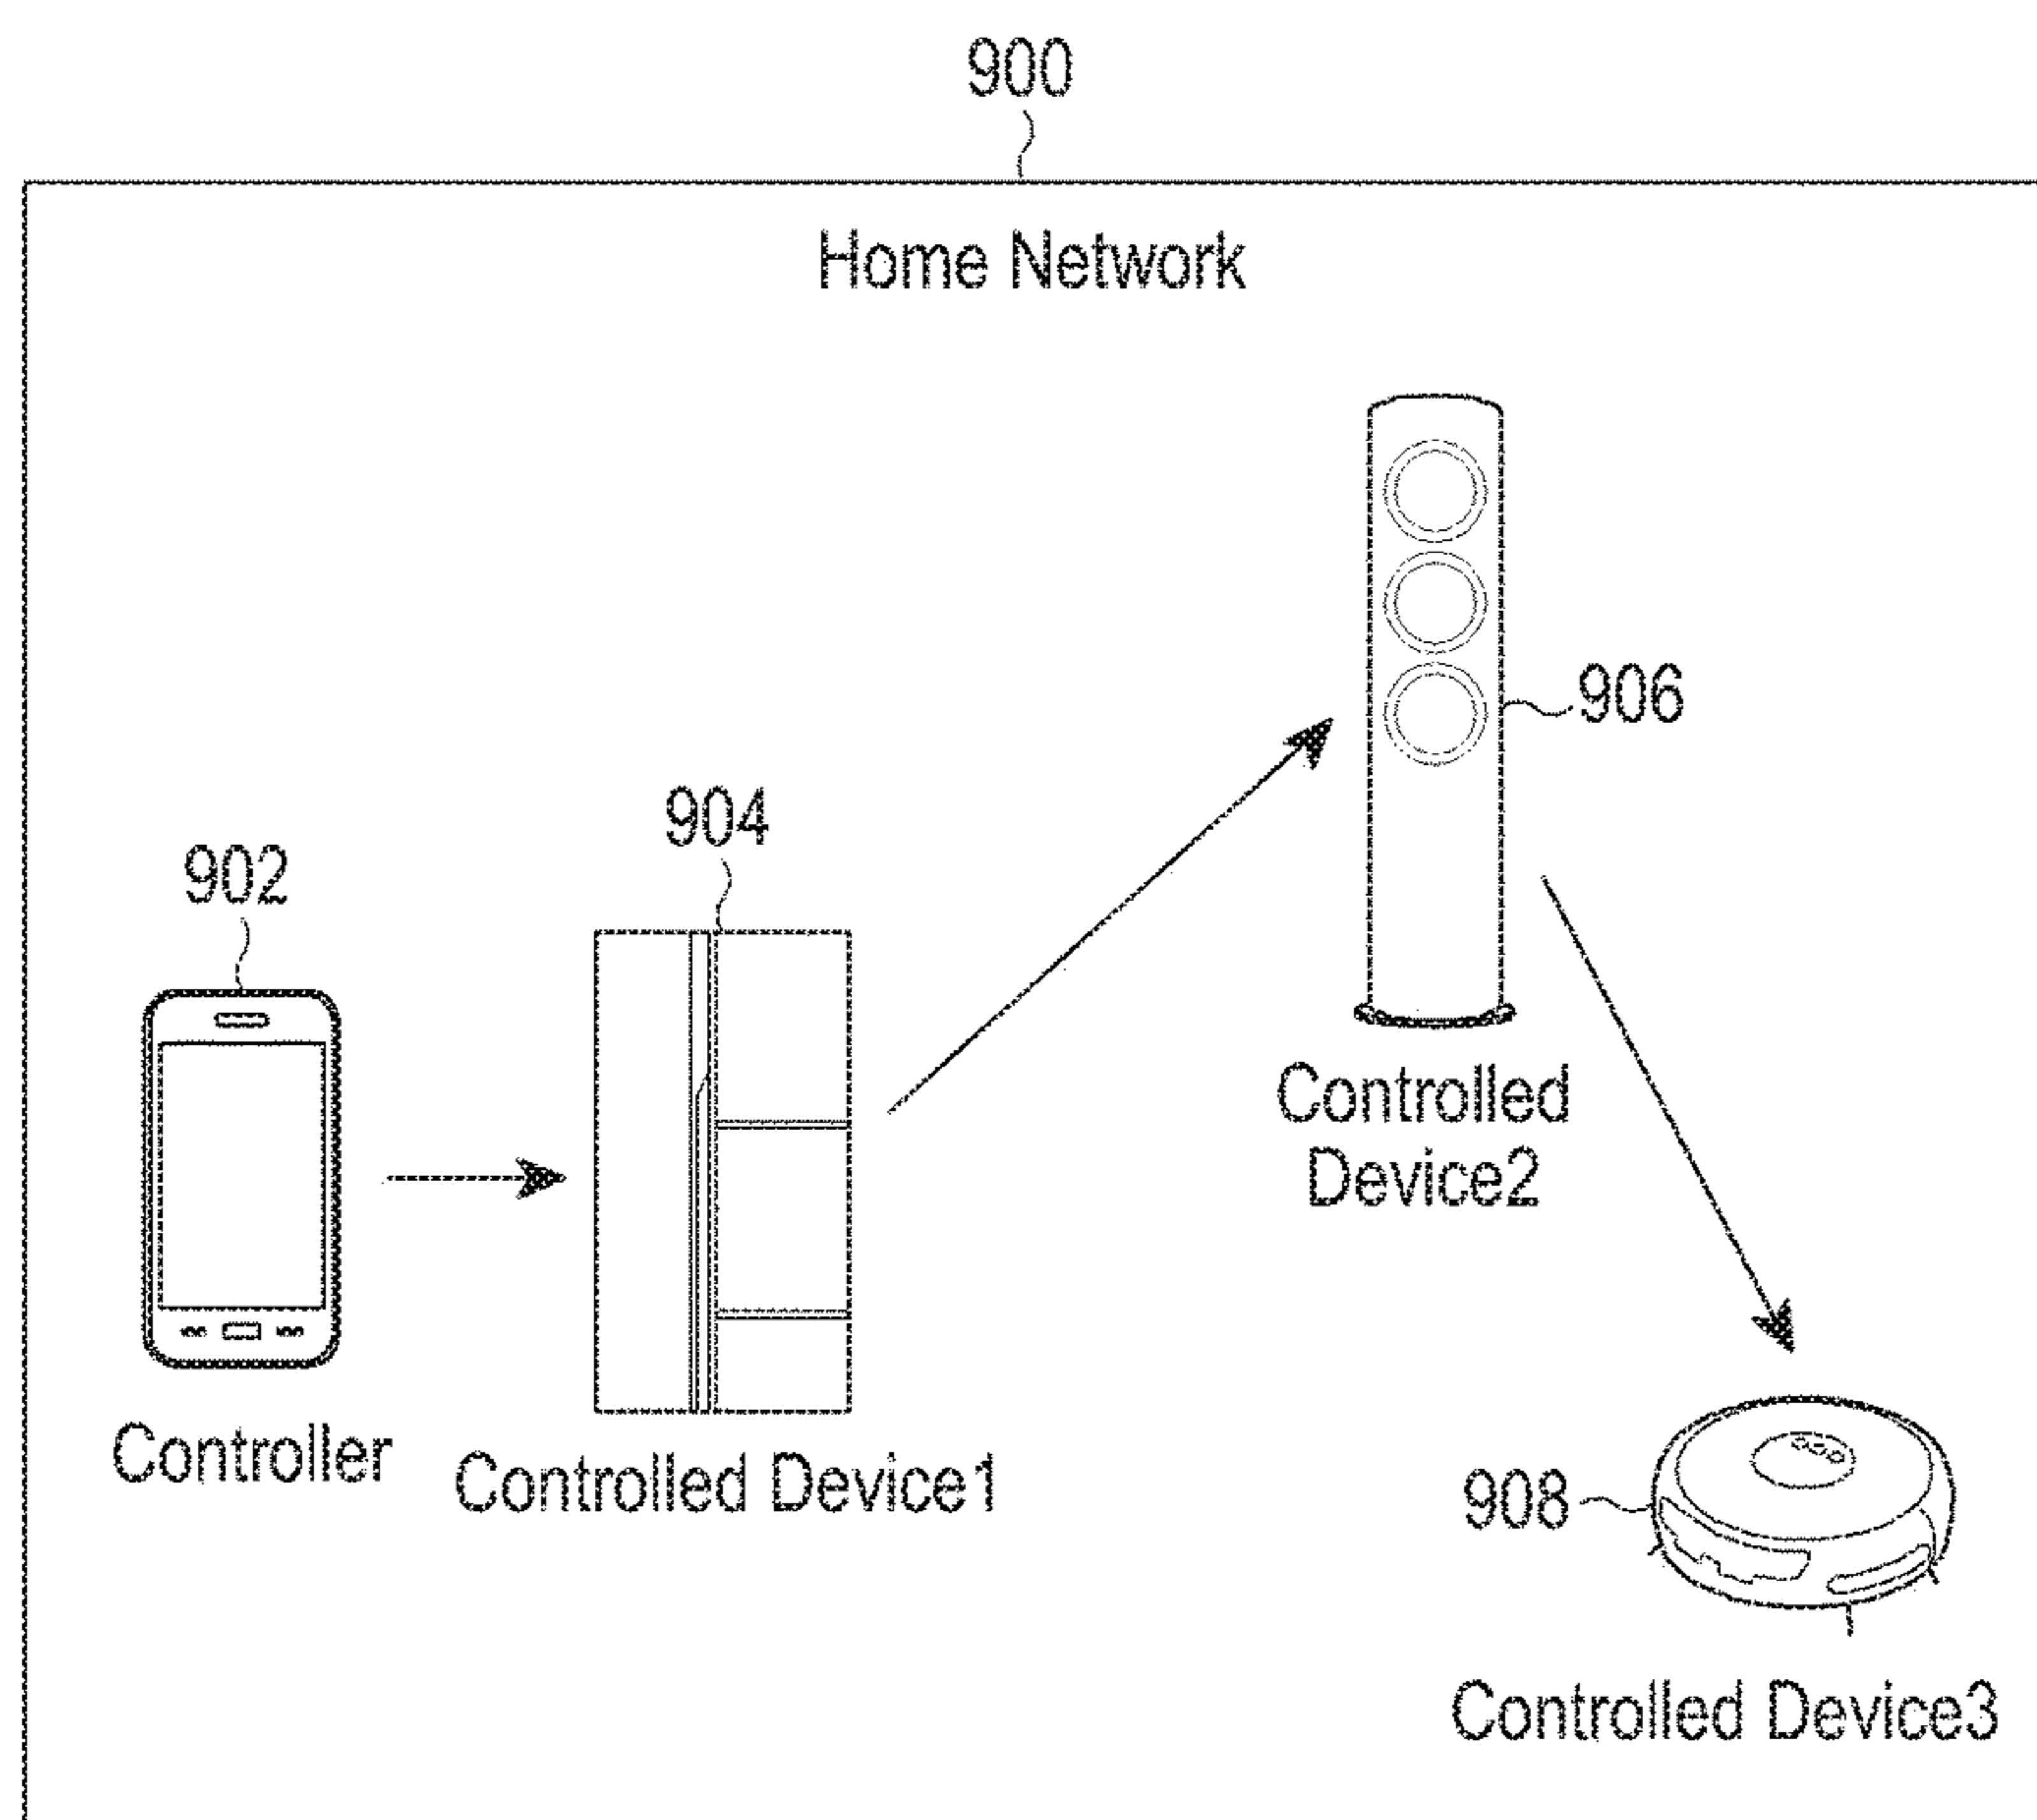 900
Home Network
906
904
902
Controlled
Device2
Controller
Controlled Device1
908
Controlled Device3